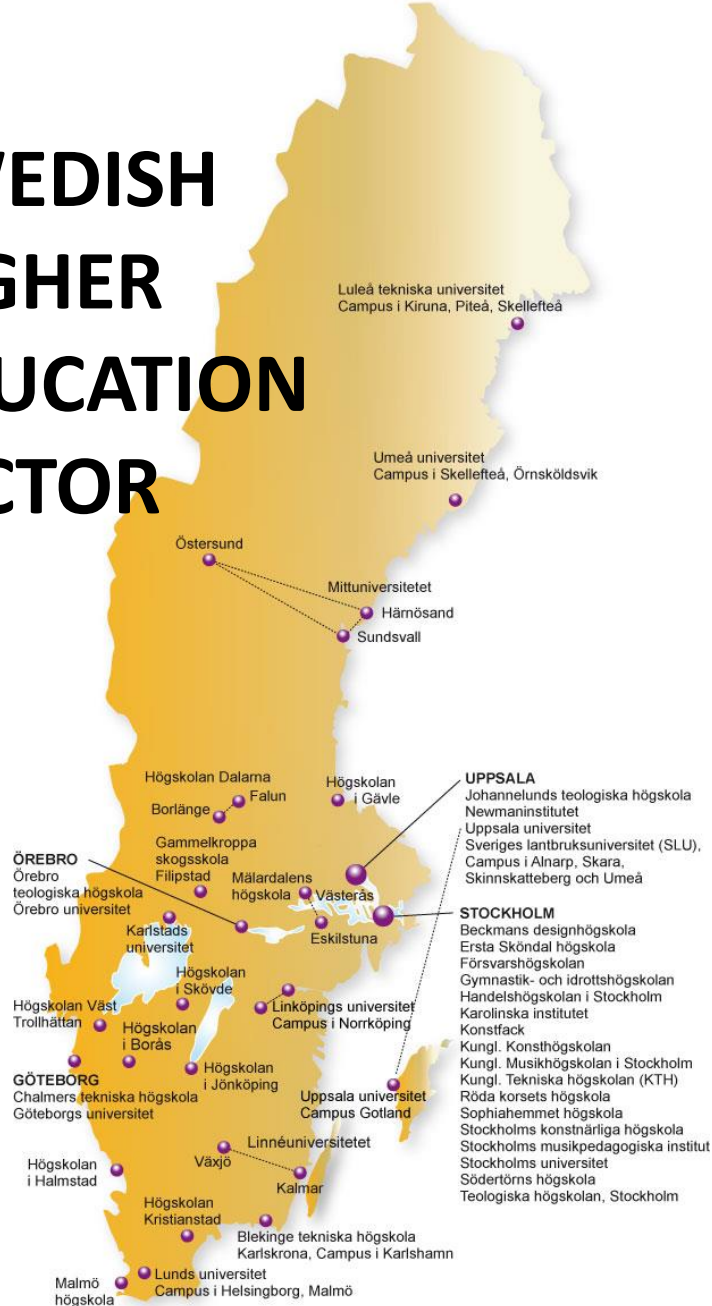 VEDISH
GHER
UCATION
CTOR
Luleå tekniska universitet
Campus i Kiruna, Piteå, Skellefteå
Umeå universitet
Campus i Skellefteå, Örnsköldsvik
Östersund
Mittuniversitetet
Härnösand
Sundsvall
Högskolan Dalarna
Falun
Borlänge
Högskolan
i Gävle
UPPSALA
Johannelunds teologiska högskola
Newmaninstitutet
Uppsala universitet
Sveriges lantbruksuniversitet (SLU),
Campus i Alnarp, Skara,
Skinnskatteberg och Umeå
Gammelkroppa
skogsskola
Filipstad
ÖREBRO
Örebro
teologiska högskola
Örebro universitet
Mälardalens
högskola
Västerås
Eskilstuna
Karlstads
universitet
STOCKHOLM
Beckmans designhögskola
Ersta Sköndal högskola
Försvarshögskolan
Gymnastik- och idrottshögskolan
Handelshögskolan i Stockholm
Karolinska institutet
Konstfack
Kungl. Konsthögskolan
Kungl. Musikhögskolan i Stockholm
Kungl. Tekniska högskolan (KTH)
Röda korsets högskola
Sophiahemmet högskola
Stockholms konstnärliga högskola
Stockholms musikpedagogiska institut
Stockholms universitet
Södertörns högskola
Teologiska högskolan, Stockholm
Högskolan
i Skövde
Linköpings universitet
Campus i Norrköping
Högskolan Väst
Trollhättan
Högskolan
i Borås
Högskolan
i Jönköping
GÖTEBORG
Chalmers tekniska högskola
Göteborgs universitet
Uppsala universitet
Campus Gotland
Linnéuniversitetet
Växjö
Kalmar
Högskolan
i Halmstad
Högskolan
Kristianstad
Blekinge tekniska högskola
Karlskrona, Campus i Karlshamn
Lunds universitet
Campus i Helsingborg, Malmö
Malmö
högskola